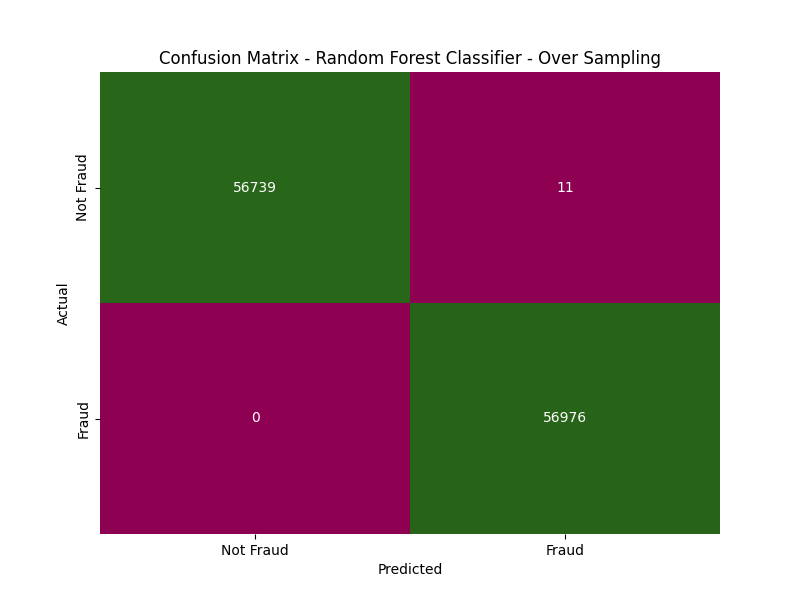 Confusion Matrix - Random Forest Classifier - Over Sampling
Actual
Not Fraud
56739
11
Fraud
0
56976
Not Fraud
Fraud
Predicted